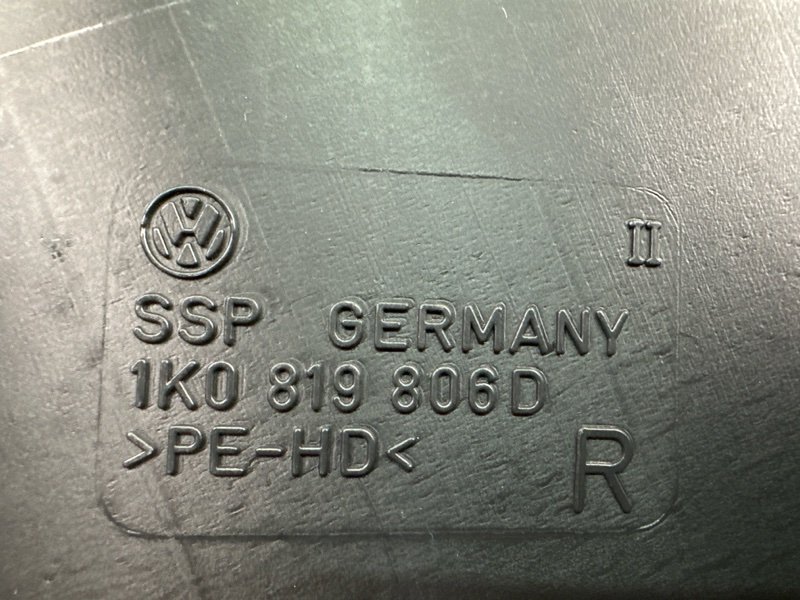 II
SSP GERMANY
1K0 819 806D
>PE-HD<
R